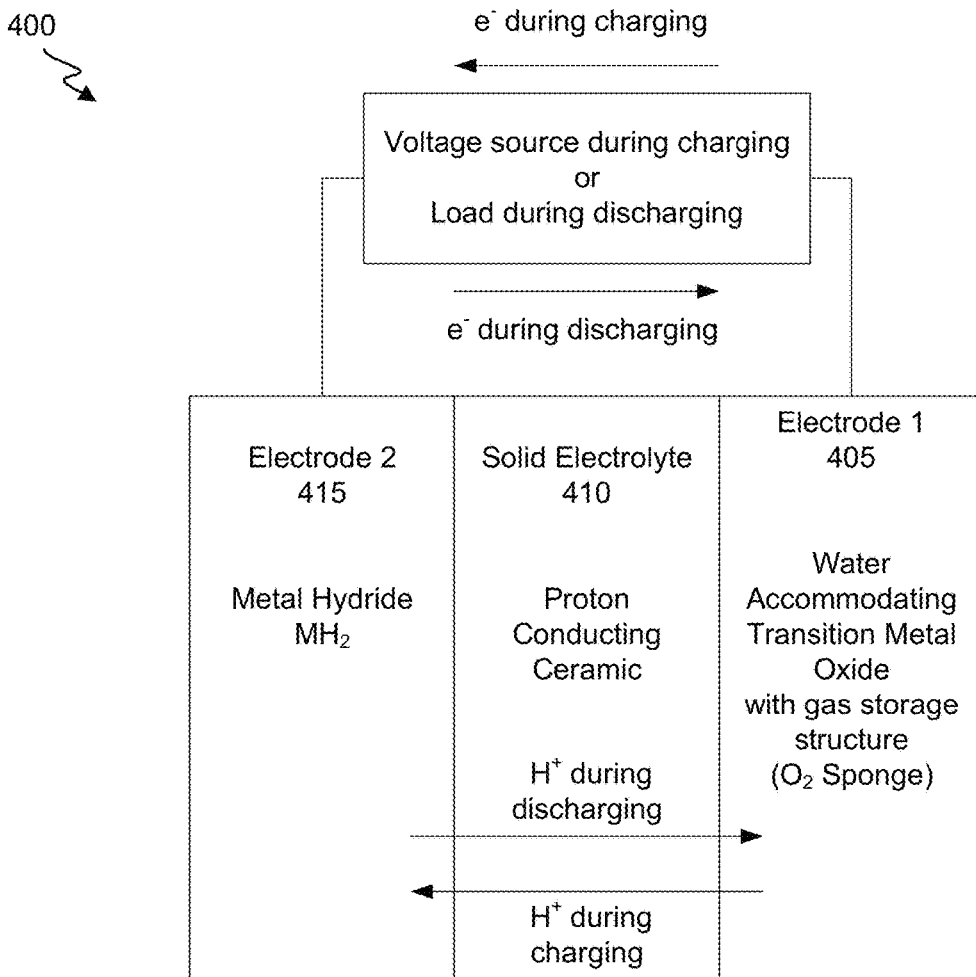 400
e⁻ during charging
Voltage source during charging
or
Load during discharging
e⁻ during discharging
Electrode 2
415
Metal Hydride
MH₂
Solid Electrolyte
410
Proton
Conducting
Ceramic
H⁺ during
discharging
H⁺ during
charging
Electrode 1
405
Water
Accommodating
Transition Metal
Oxide
with gas storage
structure
(O₂ Sponge)